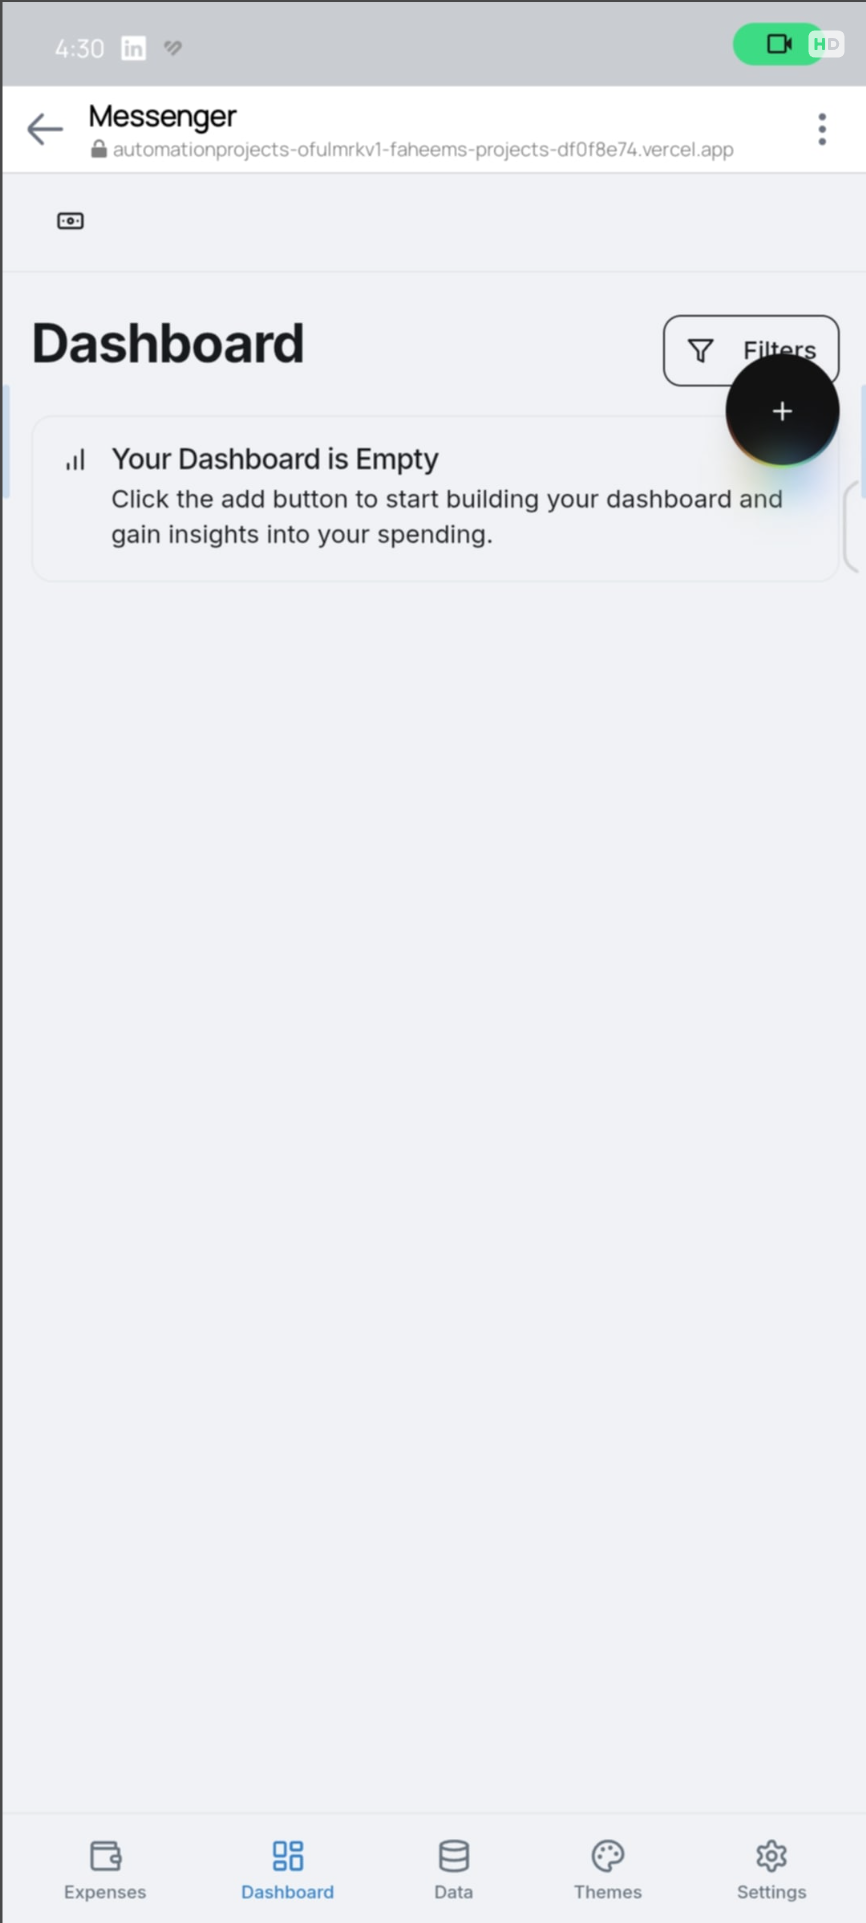 4:30 in HD
Messenger
automationprojects-ofulmrkv1-faheems-projects-df0f8e74.vercel.app
Dashboard
Filters
+
Your Dashboard is Empty
Click the add button to start building your dashboard and
gain insights into your spending.
Expenses Dashboard Data Themes Settings